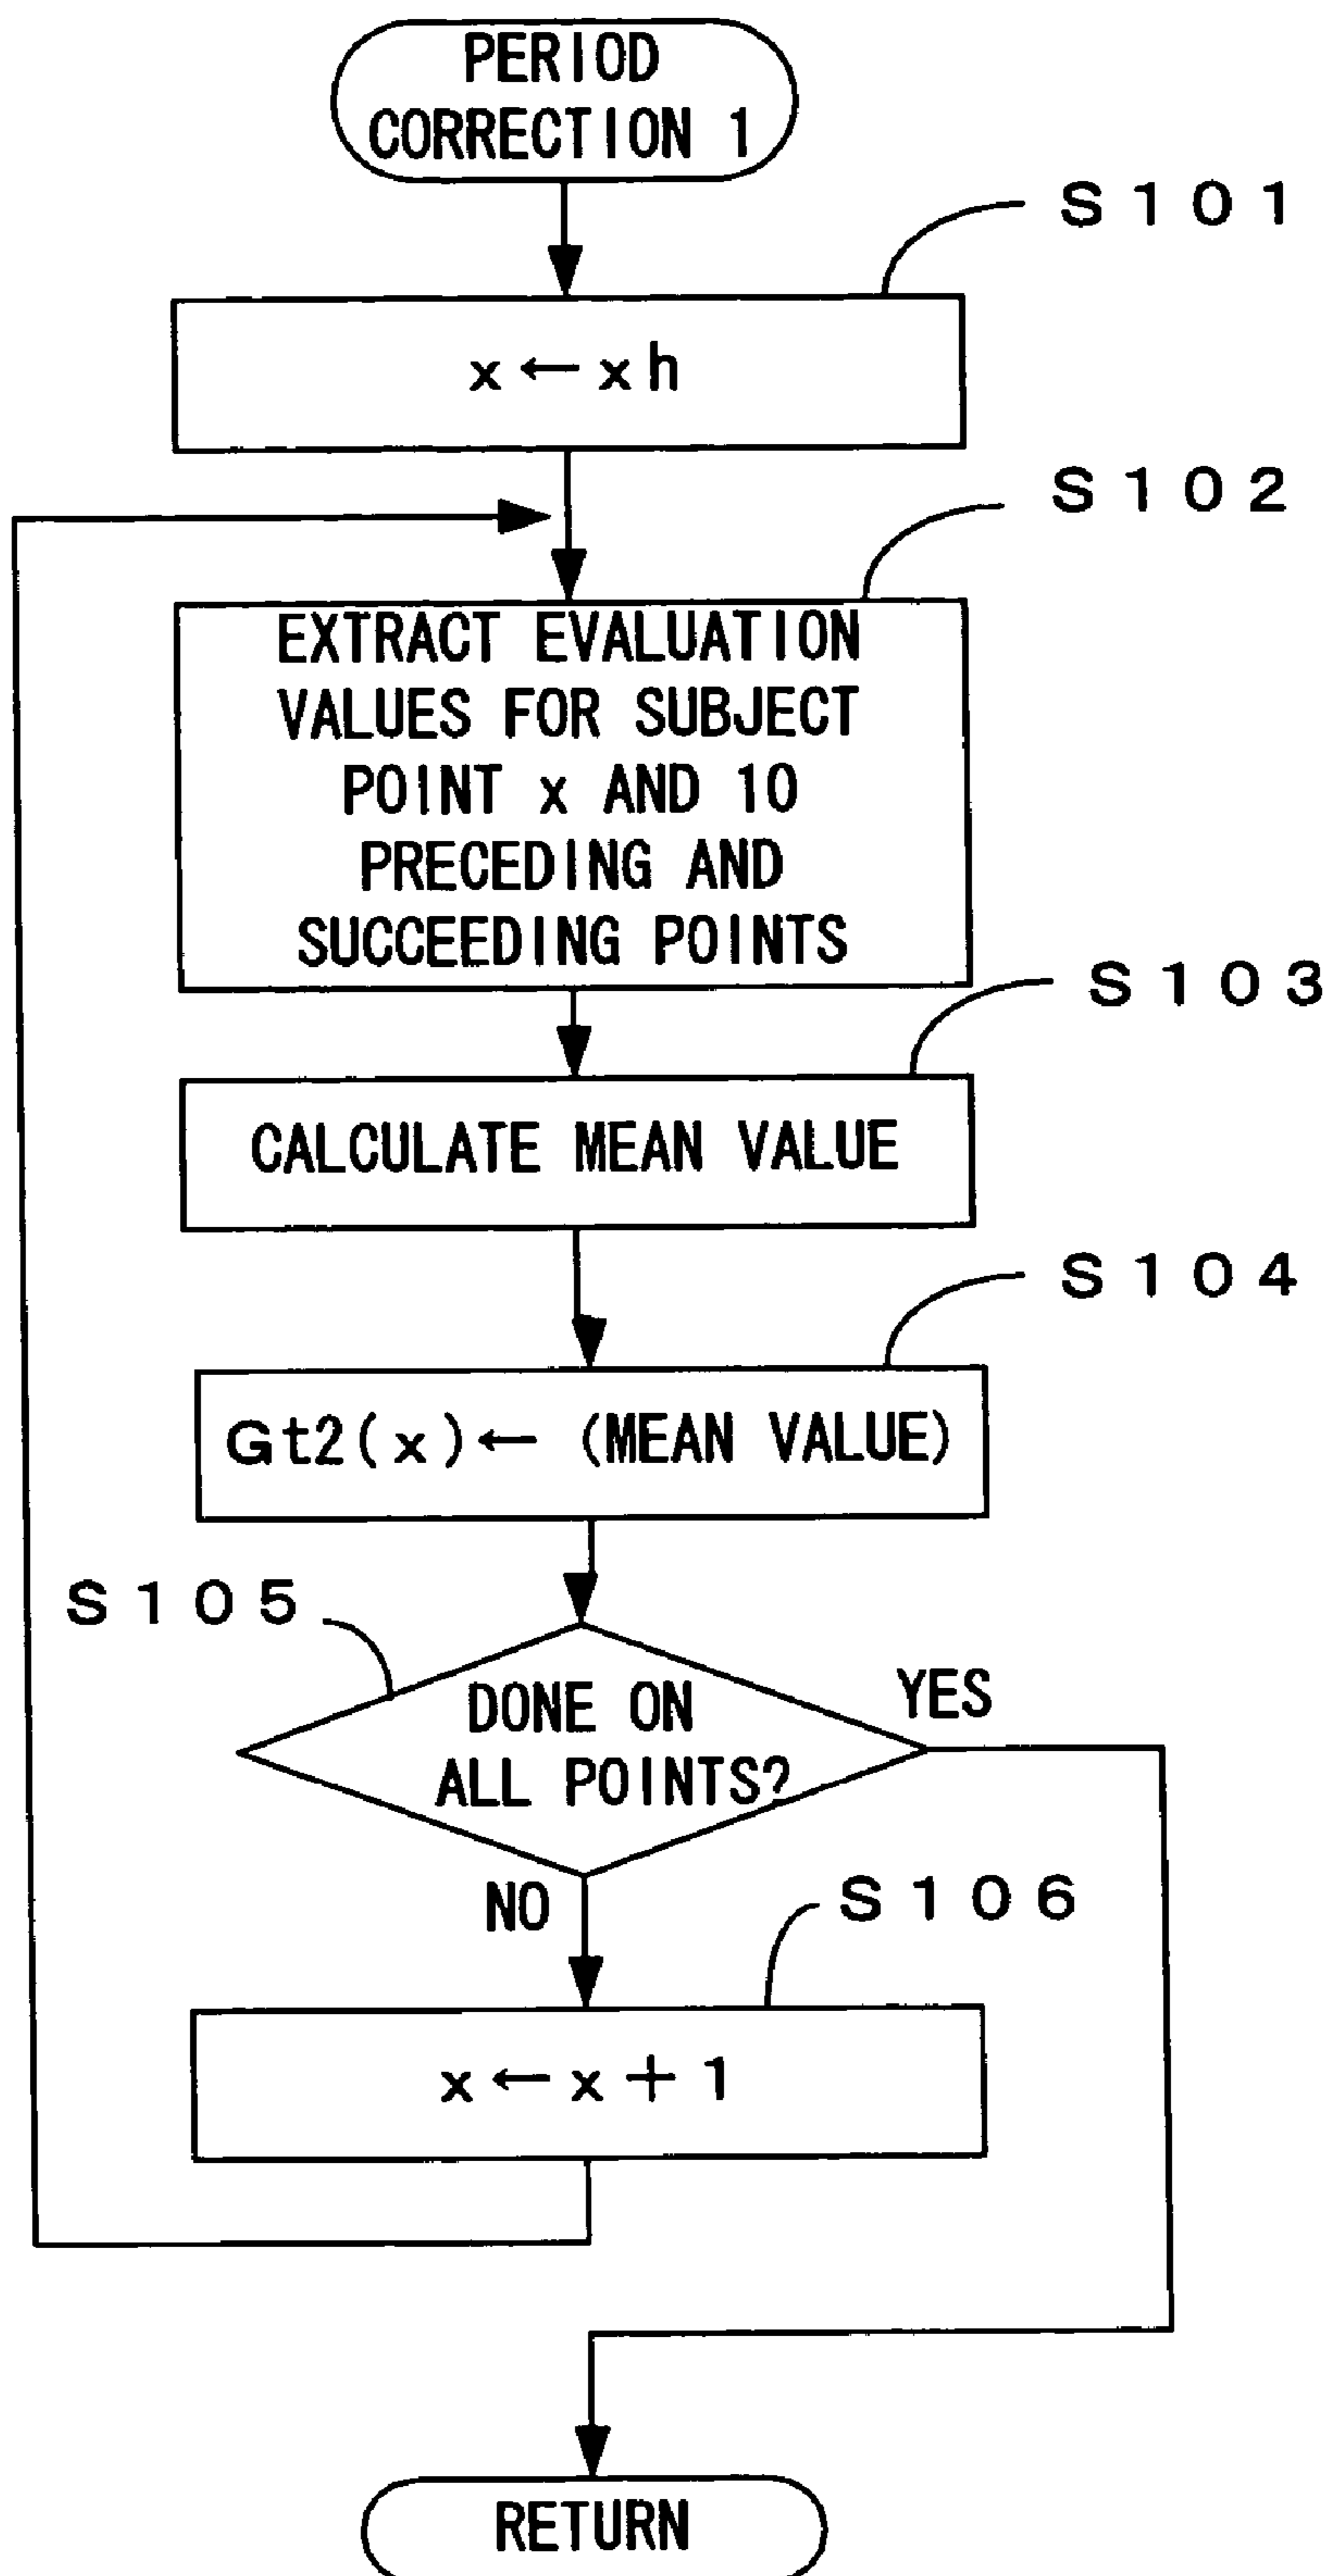 PERIOD
CORRECTION 1
S101
x ← xh
S102
EXTRACT EVALUATION
VALUES FOR SUBJECT
POINT x AND 10
PRECEDING AND
SUCCEEDING POINTS
S103
CALCULATE MEAN VALUE
S104
Gt2(x) ← (MEAN VALUE)
S105
DONE ON
ALL POINTS?
YES
NO
S106
x ← x + 1
RETURN